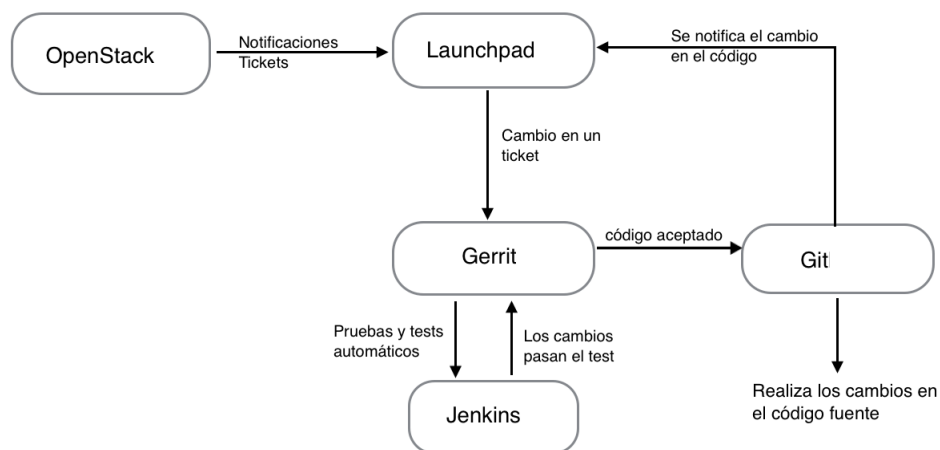 OpenStack
Notificaciones
Tickets
Launchpad
Se notifica el cambio
en el código
Cambio en un
ticket
Gerrit
código aceptado
Git
Pruebas y tests
automáticos
Los cambios
pasan el test
Jenkins
Realiza los cambios en
el código fuente